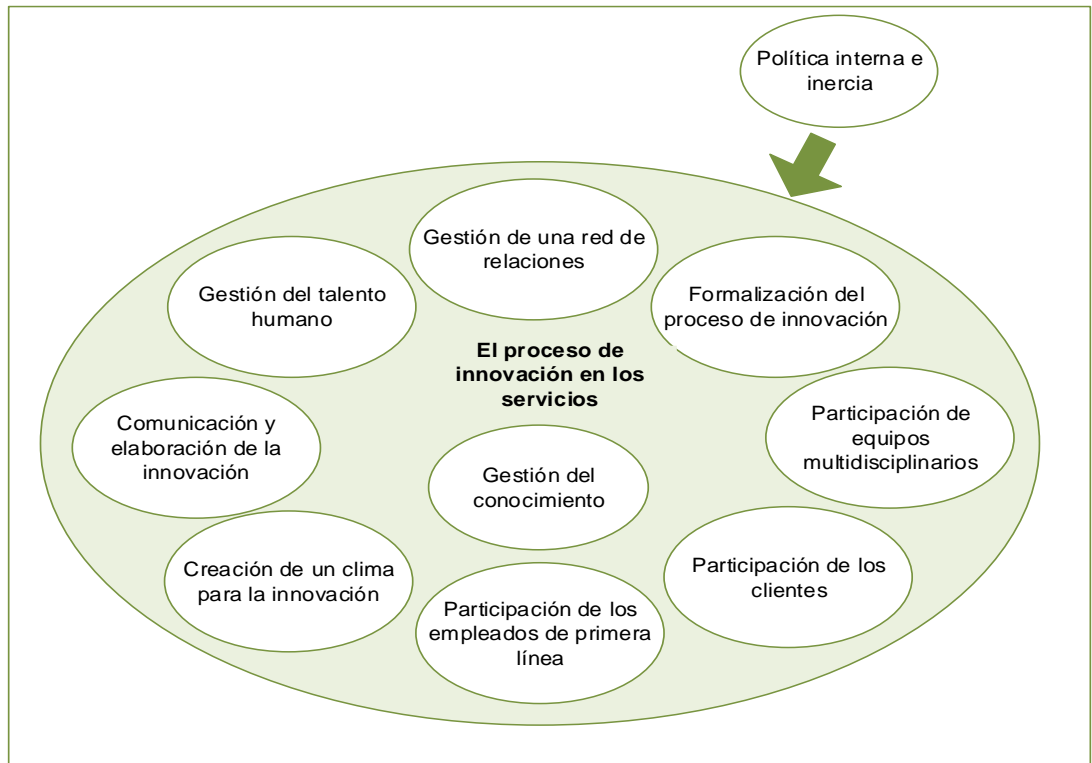 Política interna e
inercia
Gestión de una red de
relaciones
Gestión del talento
humano
Formalización del
proceso de innovación
El proceso de
innovación en los
servicios
Comunicación y
elaboración de la
innovación
Participación de
equipos
multidisciplinarios
Gestión del
conocimiento
Creación de un clima
para la innovación
Participación de los
clientes
Participación de los
empleados de primera
línea